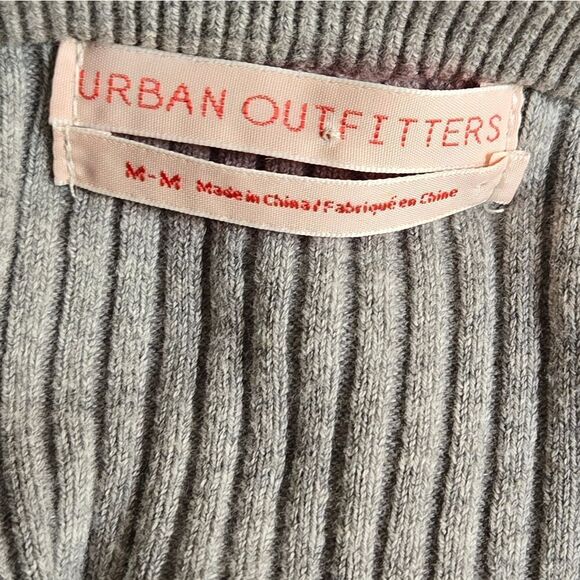 URBAN OUTFITTERS
M-M Made in China / Fabriqué en Chine